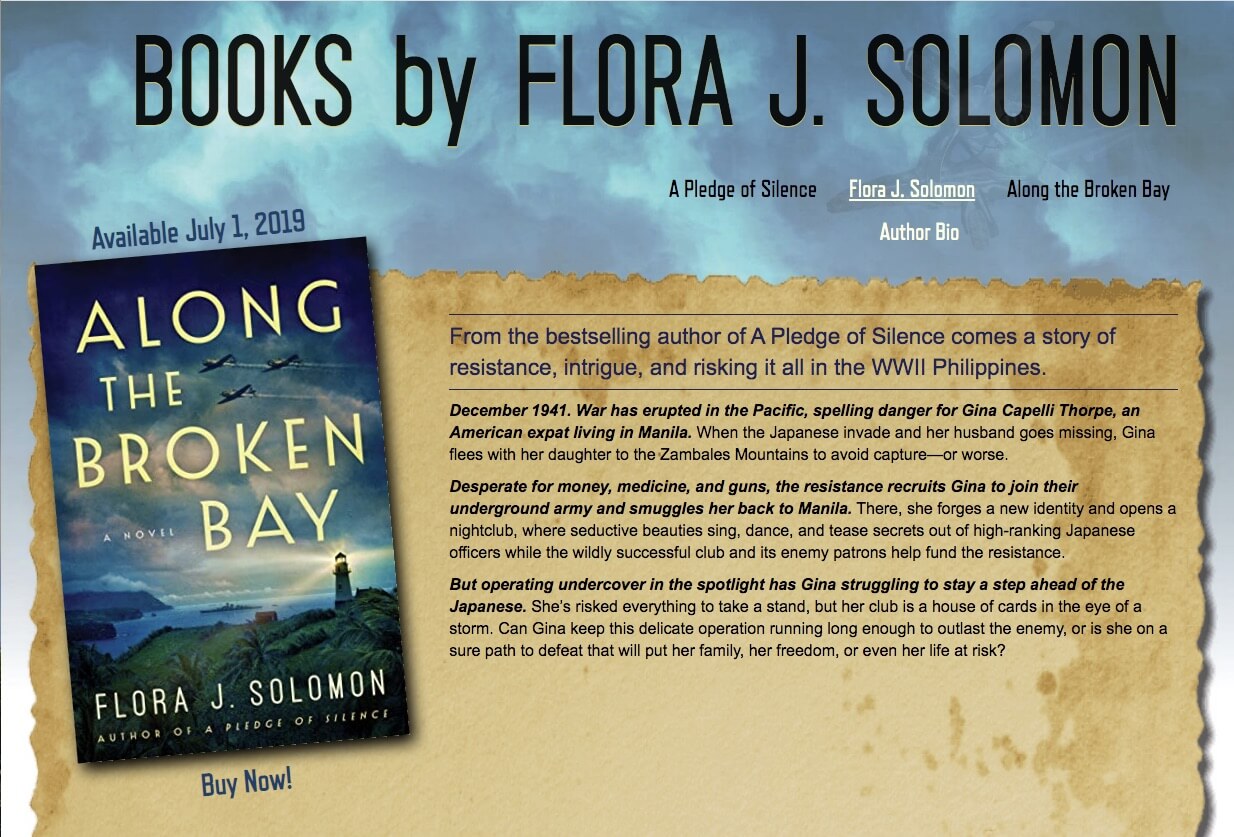 BOOKS by FLORA J. SOLOMON
A Pledge of Silence Flora J. Solomon Along the Broken Bay
Author Bio
Available July 1, 2019
ALONG
THE
BROKEN
A NOVEL
BAY
FLORA J. SOLOMON
AUTHOR OF A PLEDGE OF SILENCE
Buy Now!
From the bestselling author of A Pledge of Silence comes a story of
resistance, intrigue, and risking it all in the WWII Philippines.
December 1941. War has erupted in the Pacific, spelling danger for Gina Capelli Thorpe, an
American expat living in Manila. When the Japanese invade and her husband goes missing, Gina
flees with her daughter to the Zambales Mountains to avoid capture—or worse.
Desperate for money, medicine, and guns, the resistance recruits Gina to join their
underground army and smuggles her back to Manila. There, she forges a new identity and opens a
nightclub, where seductive beauties sing, dance, and tease secrets out of high-ranking Japanese
officers while the wildly successful club and its enemy patrons help fund the resistance.
But operating undercover in the spotlight has Gina struggling to stay a step ahead of the
Japanese. She's risked everything to take a stand, but her club is a house of cards in the eye of a
storm. Can Gina keep this delicate operation running long enough to outlast the enemy, or is she on a
sure path to defeat that will put her family, her freedom, or even her life at risk?